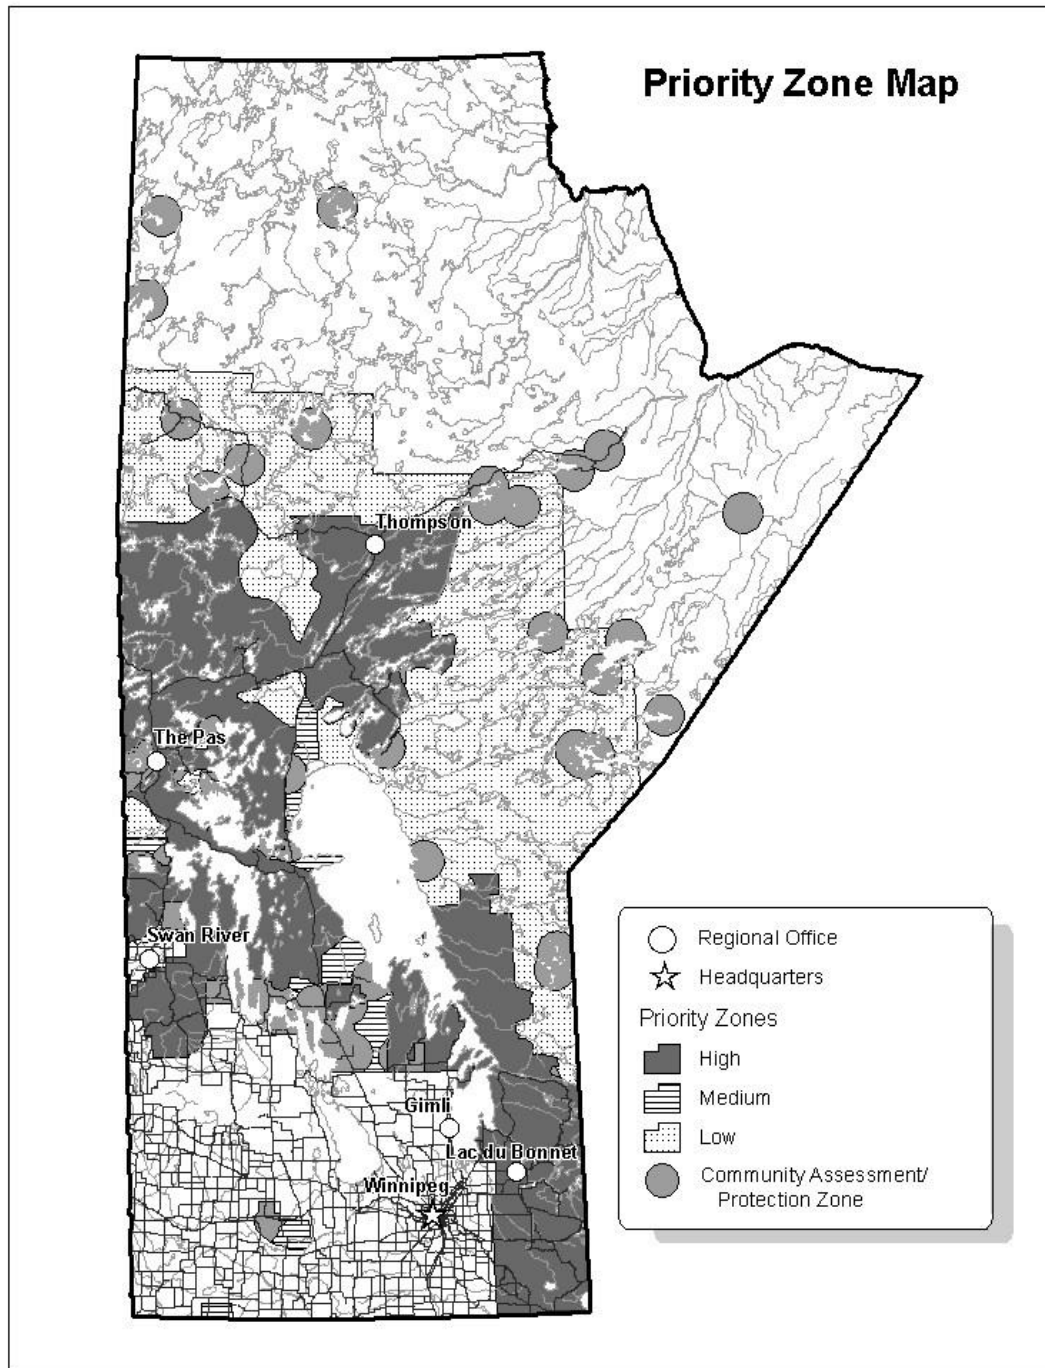 Priority Zone Map
Thompson
The Pas
Swan River
Gimli
Lac du Bonnet
Winnipeg
Regional Office
Headquarters
Priority Zones
High
Medium
Low
Community Assessment/
Protection Zone